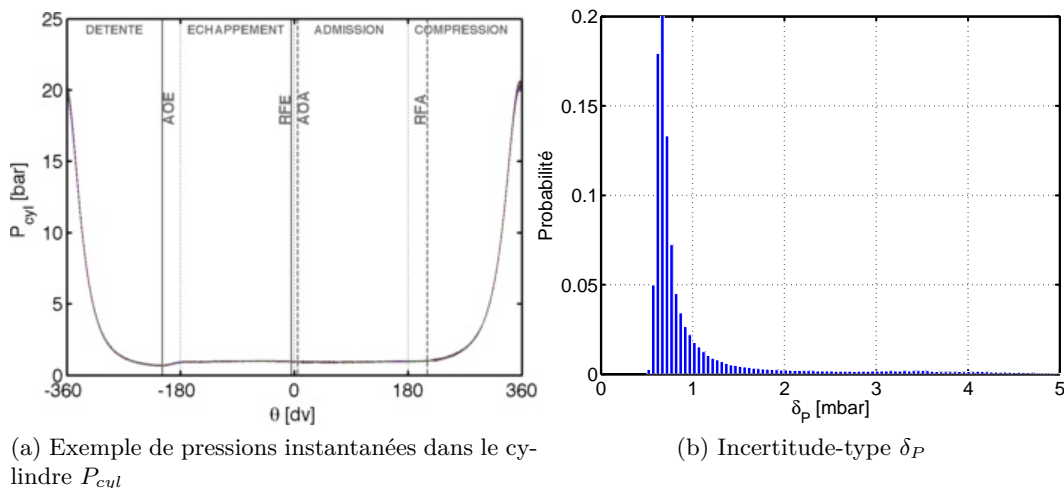 25
20
15
10
5
0
P_cyl [bar]
DETENTE
ECHAPPEMENT
ADMISSION
COMPRESSION
AOE
RFE
AOA
RFA
-360
-180
0
180
360
θ [dv]
0.2
0.15
0.1
0.05
0
Probabilité
0
1
2
3
4
5
δ_P [mbar]
(a) Exemple de pressions instantanées dans le cy-
lindre P_cyl
(b) Incertitude-type δ_P